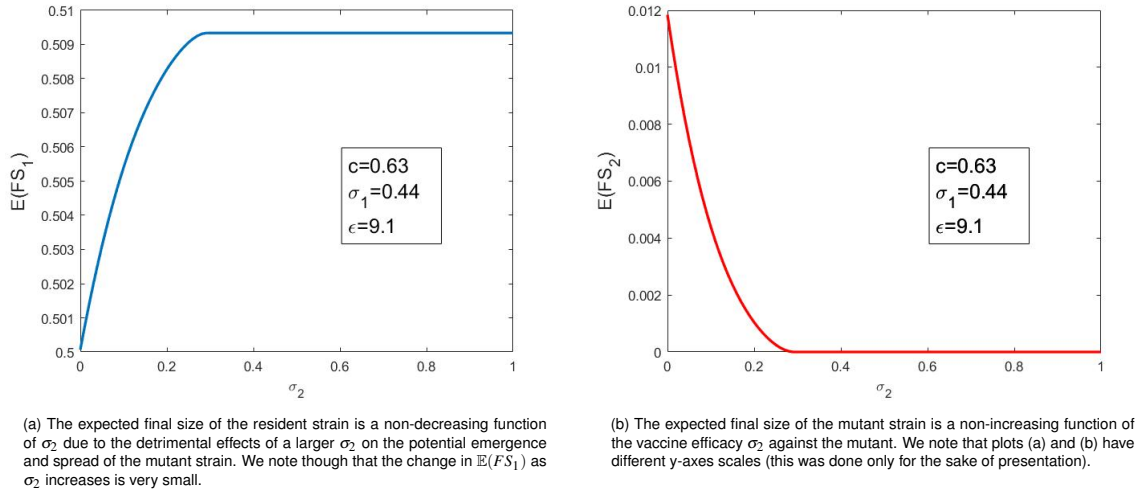 0.51
0.509
0.508
0.507
0.506
0.505
0.504
0.503
0.502
0.501
0.5
E(FS1)
c=0.63
σ1=0.44
ϵ=9.1
0
0.2
0.4
0.6
0.8
1
σ2
(a) The expected final size of the resident strain is a non-decreasing function
of σ2 due to the detrimental effects of a larger σ2 on the potential emergence
and spread of the mutant strain. We note though that the change in 𝔼(FS1) as
σ2 increases is very small.
0.012
0.01
0.008
0.006
0.004
0.002
0
E(FS2)
c=0.63
σ1=0.44
ϵ=9.1
0
0.2
0.4
0.6
0.8
1
σ2
(b) The expected final size of the mutant strain is a non-increasing function of
the vaccine efficacy σ2 against the mutant. We note that plots (a) and (b) have
different y-axes scales (this was done only for the sake of presentation).